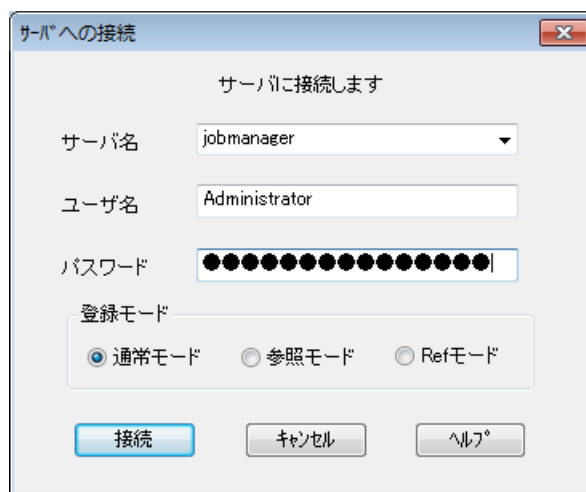 ｻｰﾊﾞへの接続
サーバに接続します
サーバ名 jobmanager
ユーザ名 Administrator
パスワード ●●●●●●●●●●●●●●●
登録モード
通常モード 参照モード Refモード
接続 ｷｬﾝｾﾙ ﾍﾙﾌﾟ